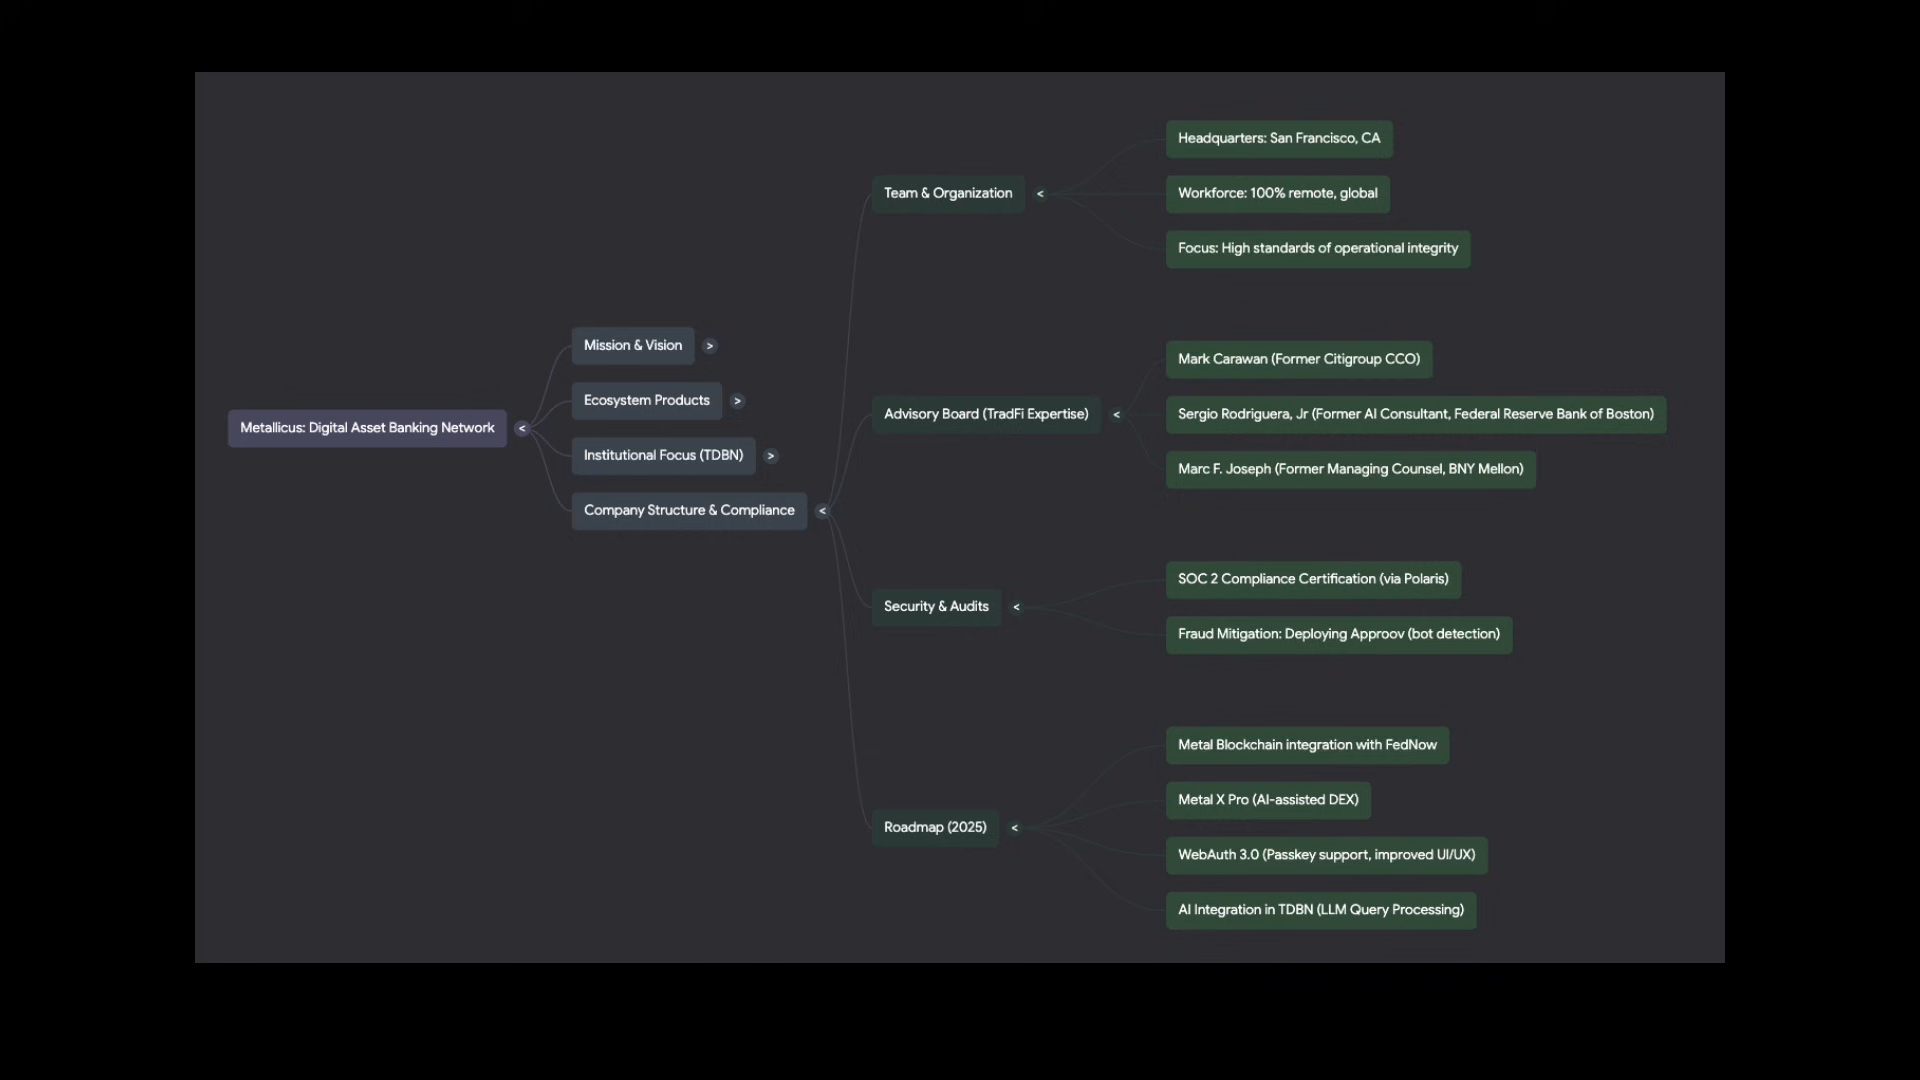 Metallicus: Digital Asset Banking Network
<
Mission & Vision
>
Ecosystem Products
>
Institutional Focus (TDBN)
>
Company Structure & Compliance
<
Team & Organization
<
Headquarters: San Francisco, CA
Workforce: 100% remote, global
Focus: High standards of operational integrity
Advisory Board (TradFi Expertise)
<
Mark Carawan (Former Citigroup CCO)
Sergio Rodriguera, Jr (Former AI Consultant, Federal Reserve Bank of Boston)
Marc F. Joseph (Former Managing Counsel, BNY Mellon)
Security & Audits
<
SOC 2 Compliance Certification (via Polaris)
Fraud Mitigation: Deploying Approov (bot detection)
Roadmap (2025)
<
Metal Blockchain integration with FedNow
Metal X Pro (AI-assisted DEX)
WebAuth 3.0 (Passkey support, improved UI/UX)
AI Integration in TDBN (LLM Query Processing)